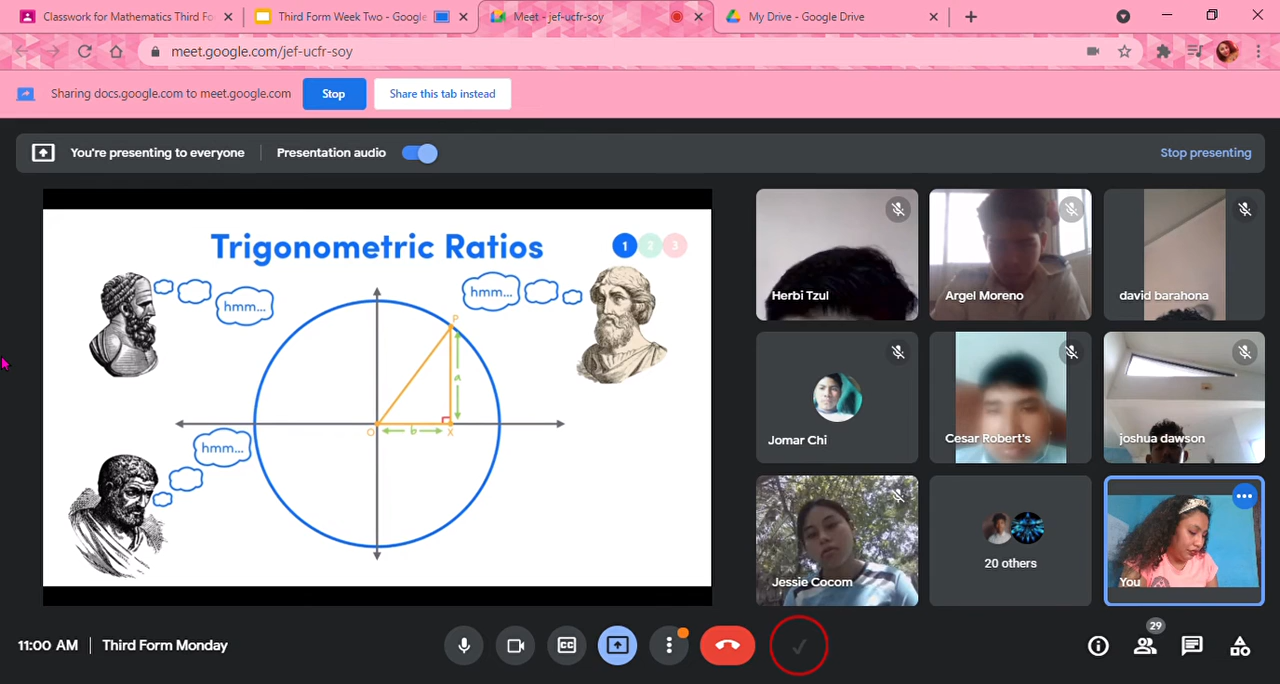 Classwork for Mathematics Third Fo
Third Form Week Two - Google
Meet - jef-ucfr-soy
My Drive - Google Drive
meet.google.com/jef-ucfr-soy
Sharing docs.google.com to meet.google.com
Stop
Share this tab instead
You're presenting to everyone
Presentation audio
Stop presenting
Trigonometric Ratios
1 2 3
hmm...
hmm...
hmm...
P
a
O
b
X
Herbi Tzul
Argel Moreno
david barahona
Jomar Chi
Cesar Robert's
joshua dawson
Jessie Cocom
20 others
You
11:00 AM
Third Form Monday
CC
29